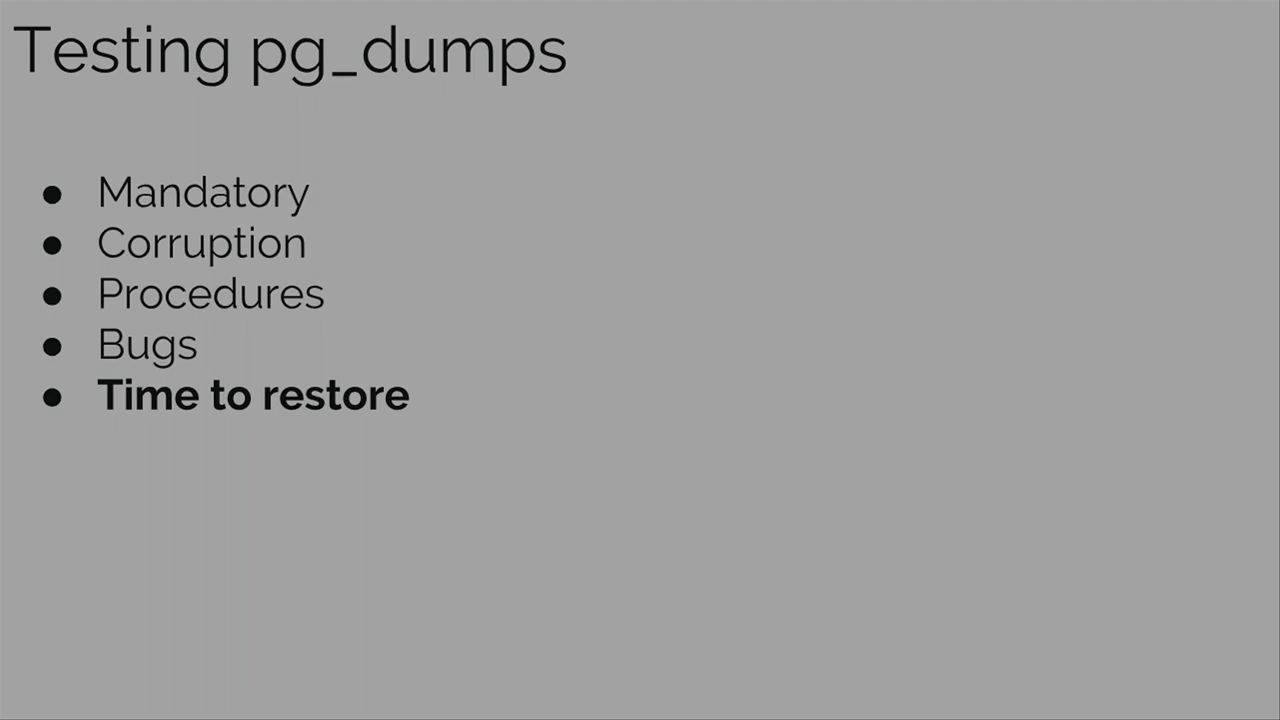 Testing pg_dumps
● Mandatory
● Corruption
● Procedures
● Bugs
● Time to restore